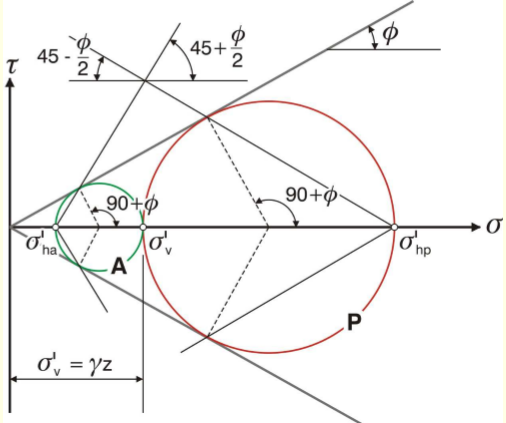 45 - ϕ/2
45 + ϕ/2
ϕ
τ
90+ϕ
90+ϕ
σ
σ'ha
σ'v
σ'hp
A
P
σ'v = γz